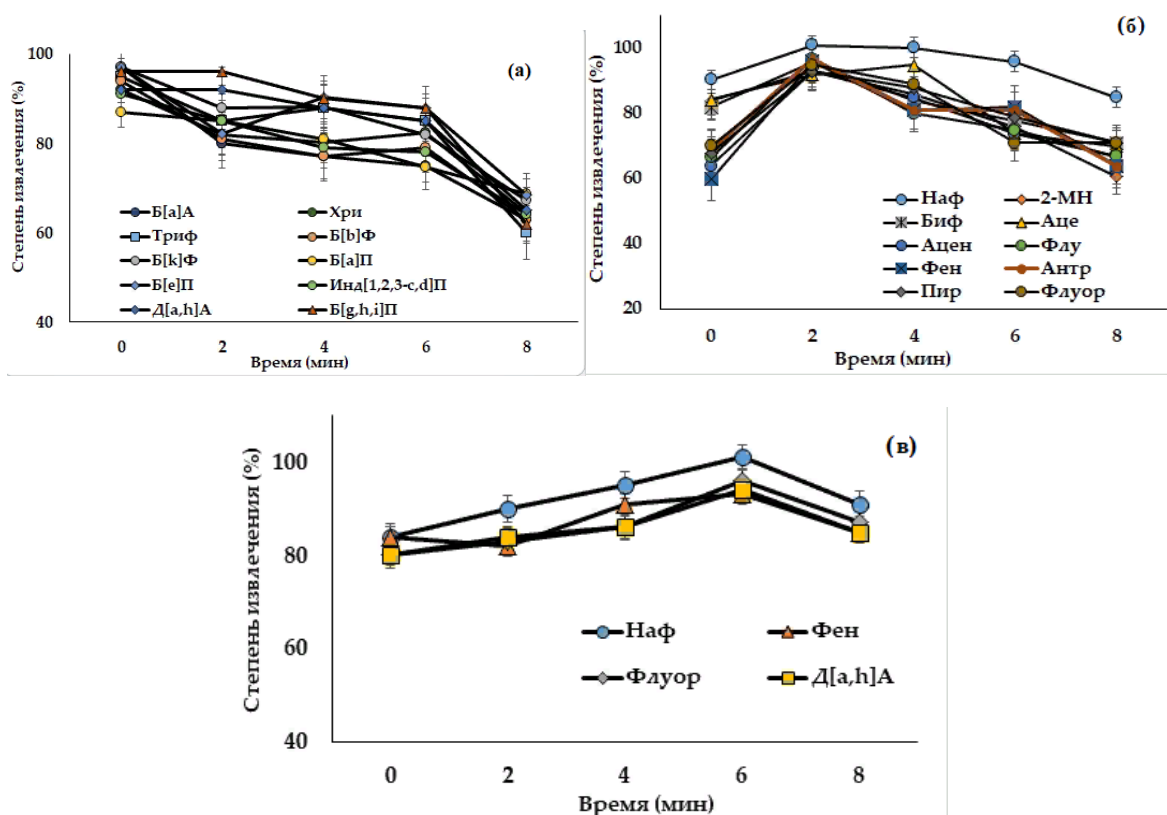 (а)
Степень извлечения (%)
100
80
60
40
Б[a]А Хри
Триф Б[b]Ф
Б[k]Ф Б[a]П
Б[e]П Инд[1,2,3-c,d]П
Д[a,h]А Б[g,h,i]П
0 2 4 6 8
Время (мин)
(б)
Степень извлечения (%)
100
80
60
40
20
Наф 2-МН
Биф Аце
Ацен Флу
Фен Антр
Пир Флуор
0 2 4 6 8
Время (мин)
(в)
Степень извлечения (%)
100
80
60
40
Наф Фен
Флуор Д[a,h]А
0 2 4 6 8
Время (мин)